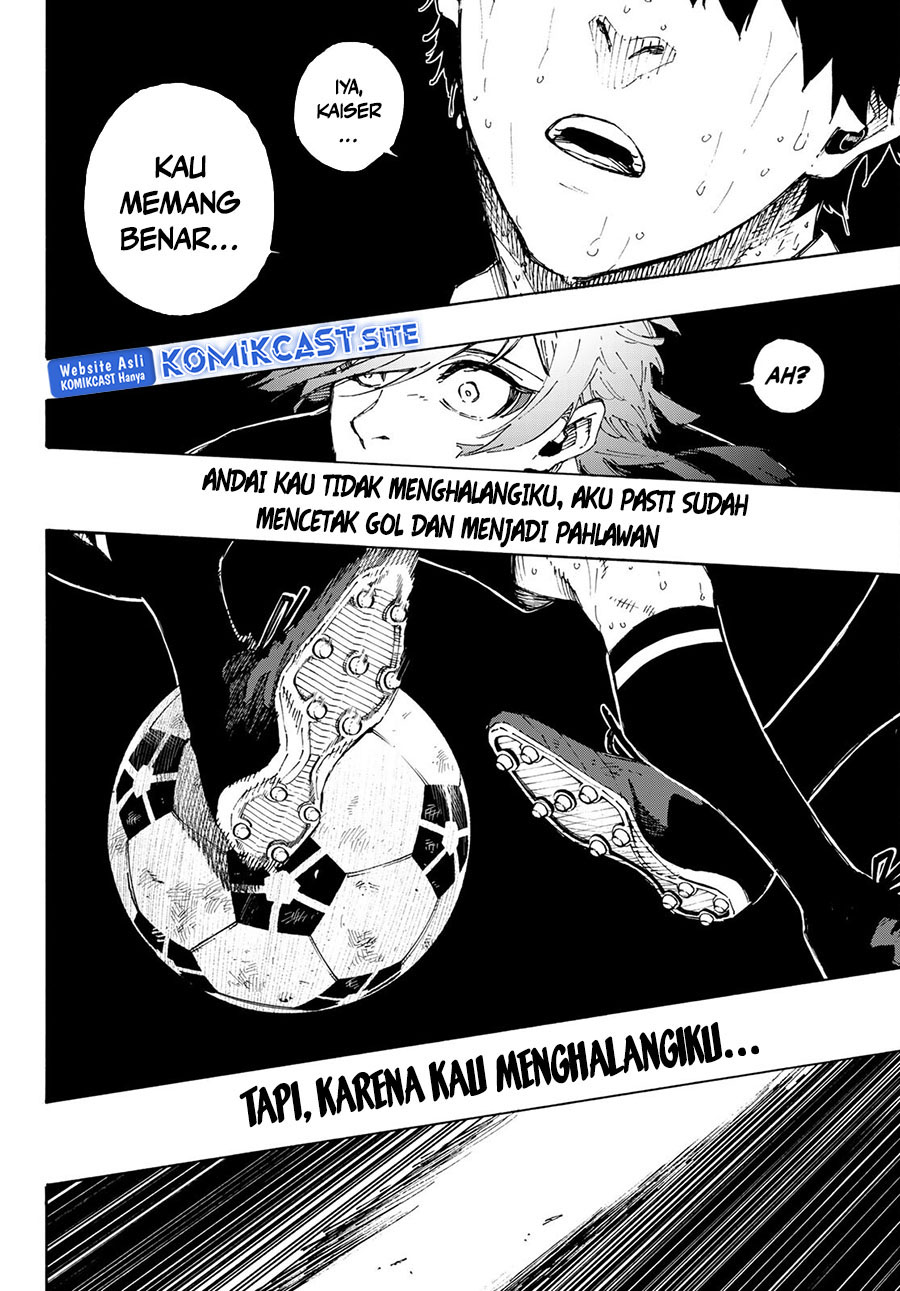 IYA,
KAISER
...
KAU
MEMANG
BENAR...
Website Asli
KOMIKCAST Hanya
KOMIKCAST.SITE
AH?
ANDAI KAU TIDAK MENGHALANGIKU, AKU PASTI SUDAH
MENCETAK GOL DAN MENJADI PAHLAWAN
TAPI, KARENA KAU MENGHALANGIKU...